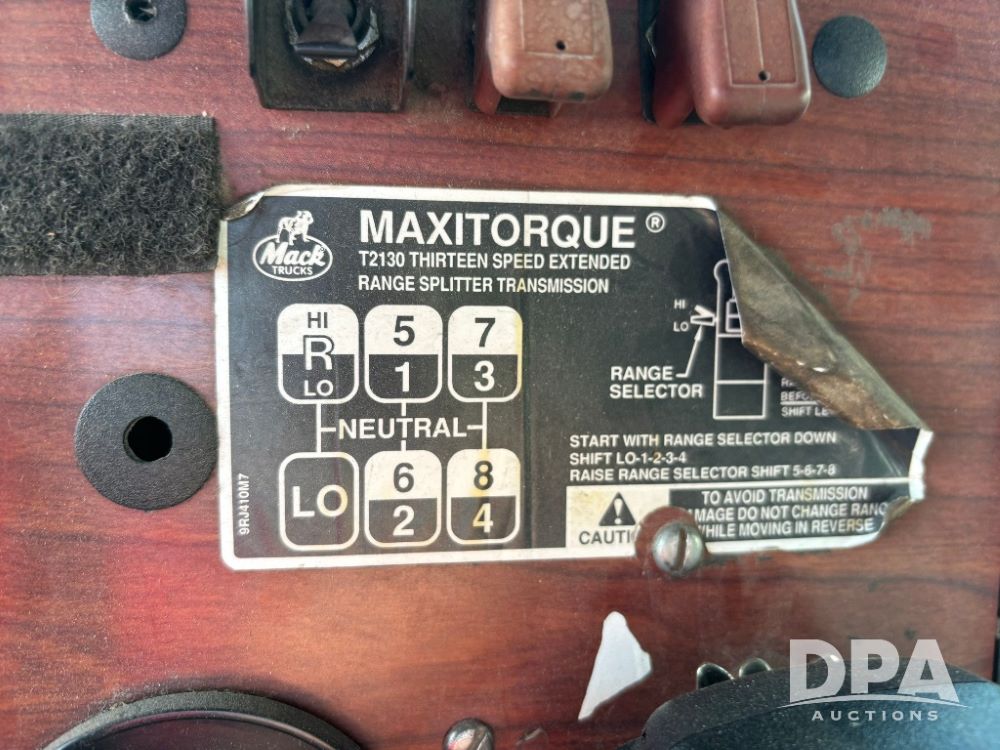 Mack®
TRUCKS
MAXITORQUE®
T2130 THIRTEEN SPEED EXTENDED
RANGE SPLITTER TRANSMISSION
HI
R
LO
5
1
7
3
NEUTRAL
LO
6
2
8
4
HI
LO
RANGE
SELECTOR
SHIFT
START WITH RANGE SELECTOR DOWN
SHIFT LO-1-2-3-4
RAISE RANGE SELECTOR SHIFT 5-6-7-8
TO AVOID TRANSMISSION
DO NOT CHANGE
WHILE MOVING IN REVERSE
9RJ410M7
DPA
AUCTIONS